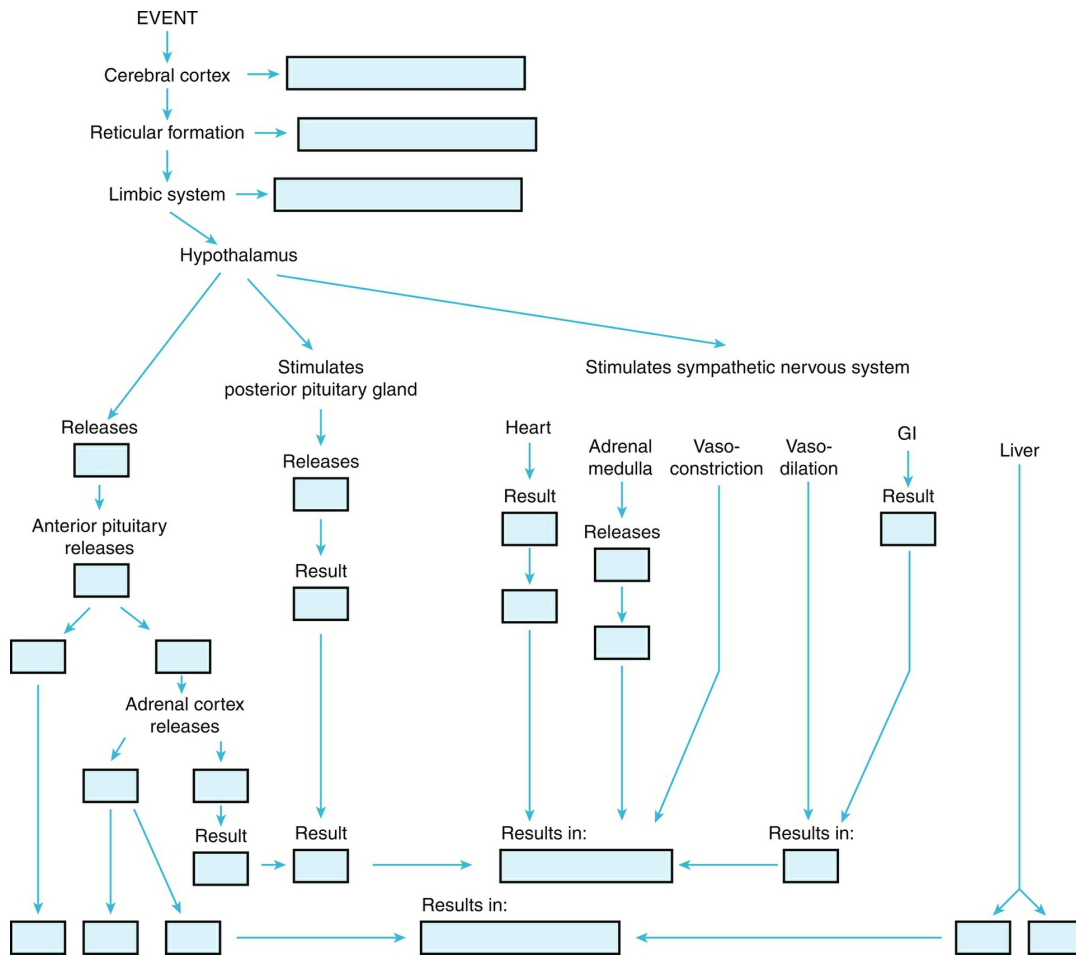 EVENT
Cerebral cortex
Reticular formation
Limbic system
Hypothalamus
Stimulates
posterior pituitary gland
Stimulates sympathetic nervous system
Releases
Anterior pituitary
releases
Adrenal cortex
releases
Result
Releases
Result
Result
Heart
Result
Adrenal
medulla
Releases
Vaso-
constriction
Vaso-
dilation
GI
Result
Liver
Results in:
Results in:
Results in: